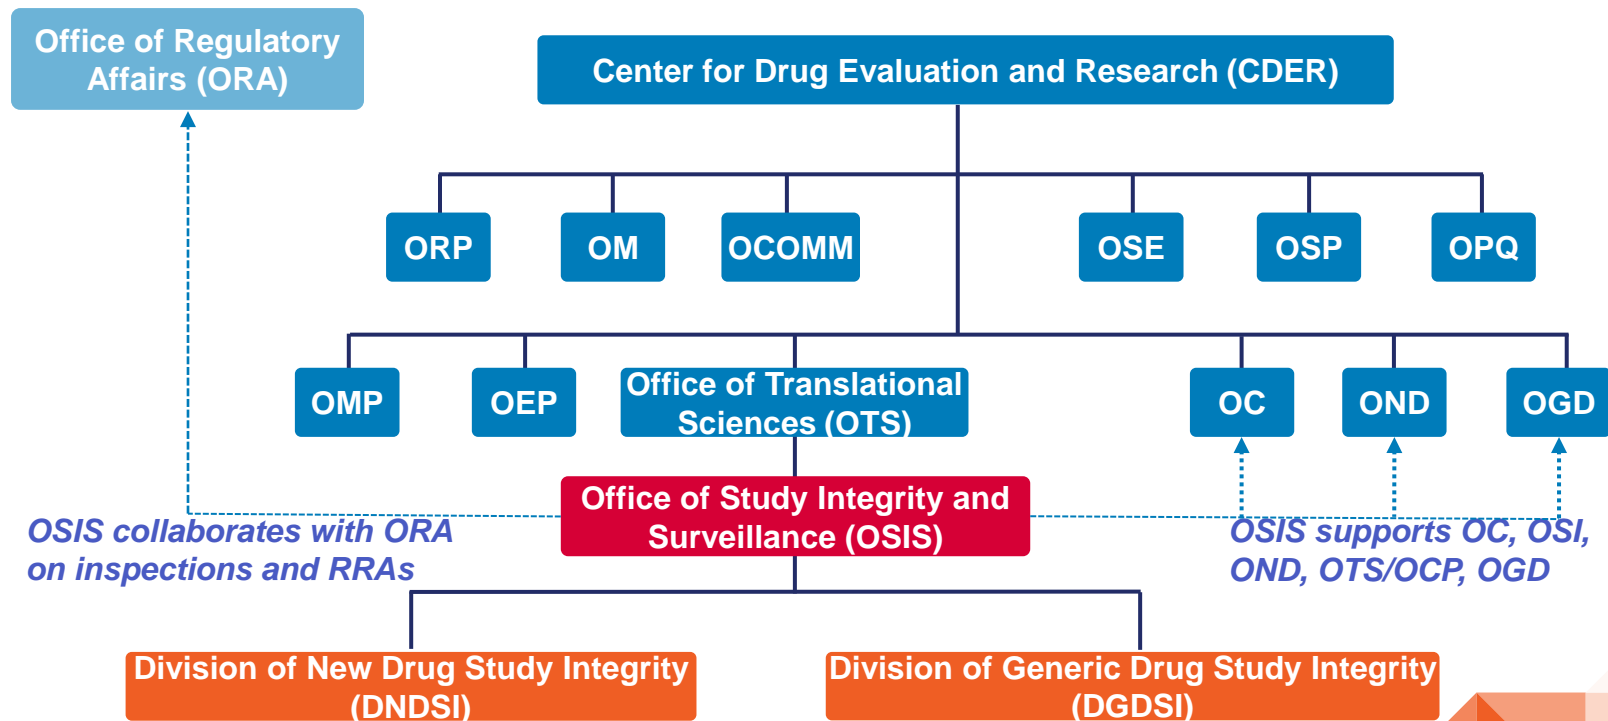 Office of Regulatory
Affairs (ORA)
Center for Drug Evaluation and Research (CDER)
ORP
OM
OCOMM
OSE
OSP
OPQ
OMP
OEP
Office of Translational
Sciences (OTS)
OC
OND
OGD
Office of Study Integrity and
Surveillance (OSIS)
OSIS collaborates with ORA
on inspections and RRAs
OSIS supports OC, OSI,
OND, OTS/OCP, OGD
Division of New Drug Study Integrity
(DNDSI)
Division of Generic Drug Study Integrity
(DGDSI)